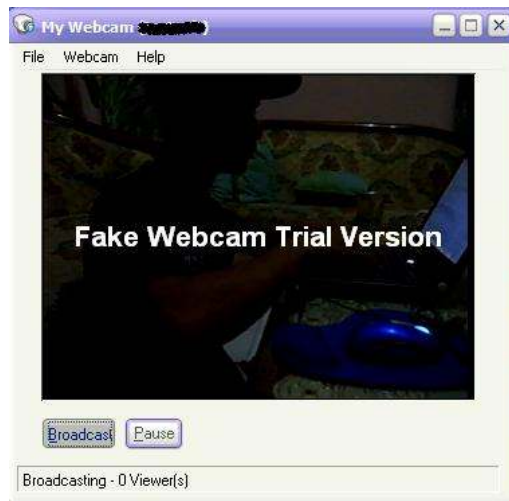 My Webcam
File Webcam Help
Fake Webcam Trial Version
Broadcast Pause
Broadcasting - 0 Viewer(s)